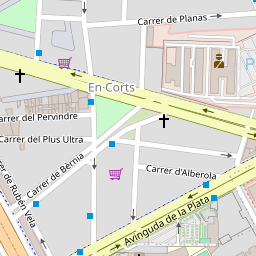 Carrer de Planas
En Corts
Carrer del Pervindre
Carrer del Plus Ultra
Carrer d'Alberola
Carrer de Bèrnia
Carrer de Rubén Vela
Avinguda de la Plata